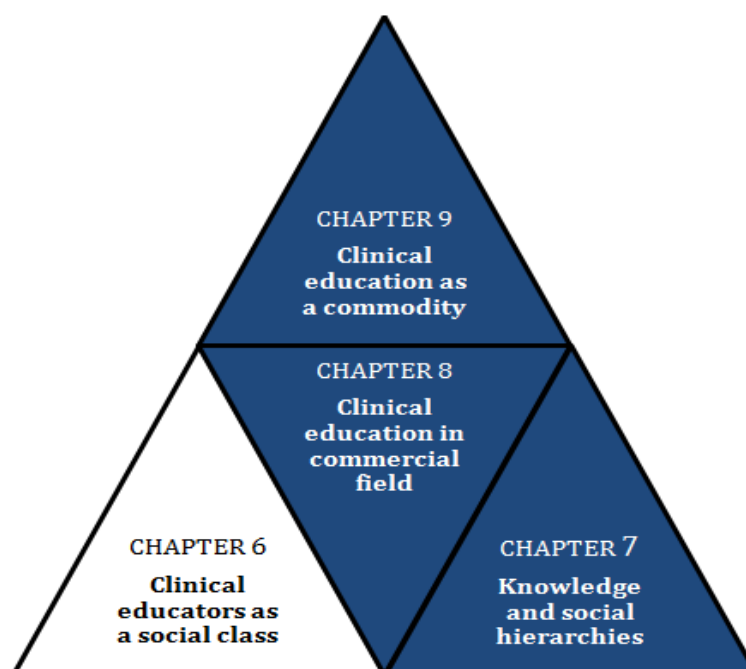 CHAPTER 9
Clinical
education as
a commodity
CHAPTER 8
Clinical
education in
commercial
field
CHAPTER 6
Clinical
educators as
a social class
CHAPTER 7
Knowledge
and social
hierarchies